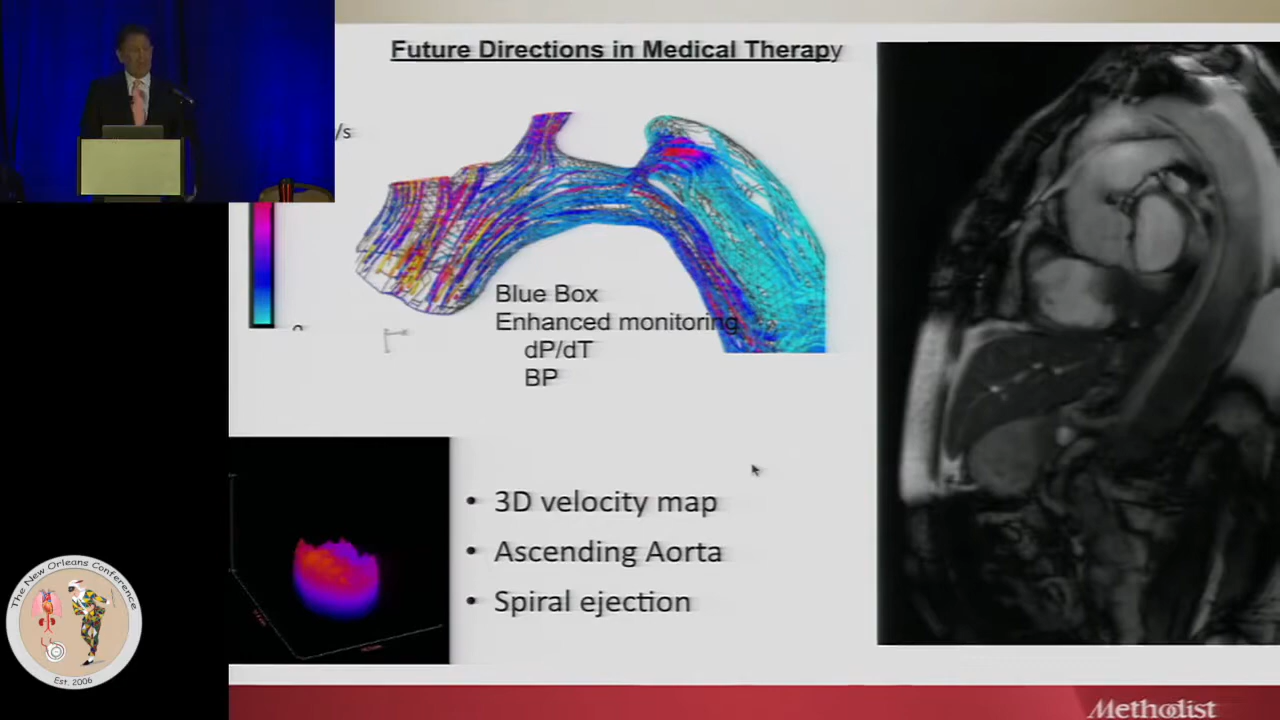 Future Directions in Medical Therapy
/s
Blue Box
Enhanced monitoring
dP/dT
BP
• 3D velocity map
• Ascending Aorta
• Spiral ejection
The New Orleans Conference
Est. 2006
Methodist